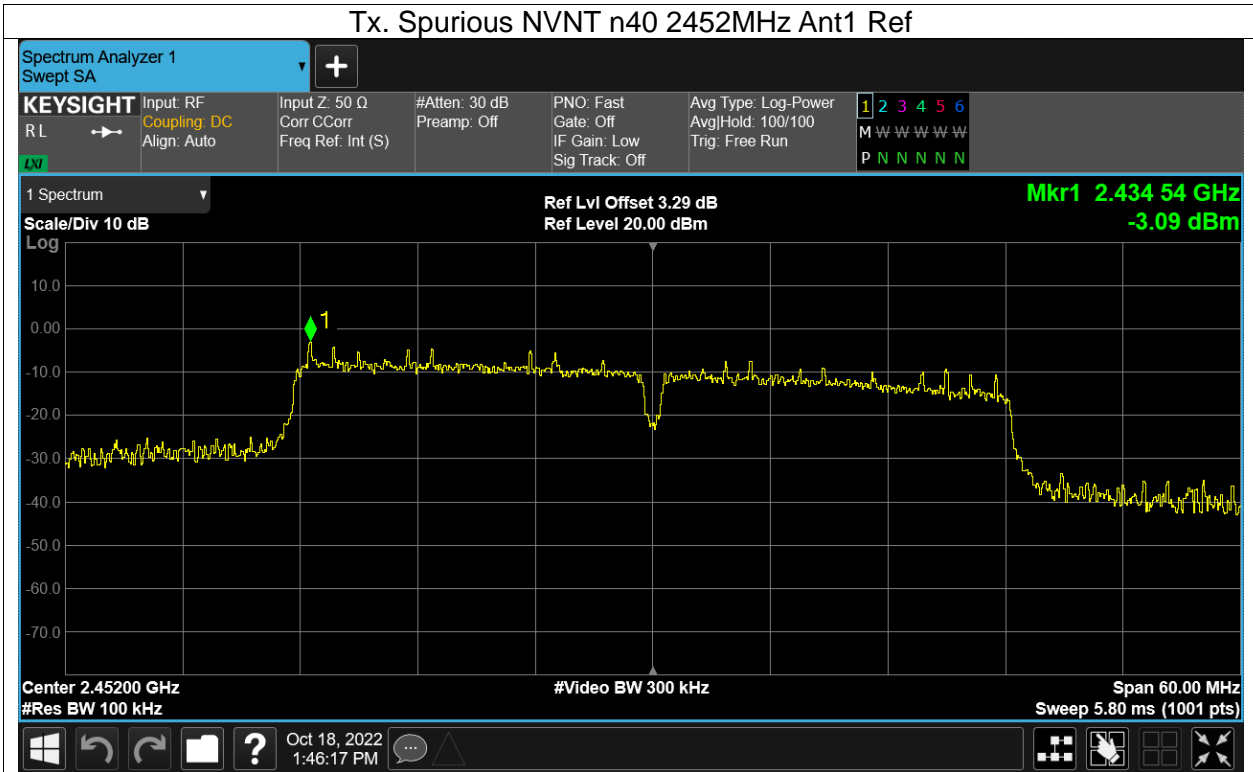 Tx. Spurious NVNT n40 2452MHz Ant1 Ref
Spectrum Analyzer 1
Swept SA
KEYSIGHT
R L
LXI
Input: RF
Coupling: DC
Align: Auto
Input Z: 50 Ω
Corr CCorr
Freq Ref: Int (S)
#Atten: 30 dB
Preamp: Off
PNO: Fast
Gate: Off
IF Gain: Low
Sig Track: Off
Avg Type: Log-Power
Avg|Hold: 100/100
Trig: Free Run
1 2 3 4 5 6
M W W W W W
P N N N N N
1 Spectrum
Scale/Div 10 dB
Ref Lvl Offset 3.29 dB
Ref Level 20.00 dBm
Mkr1 2.434 54 GHz
-3.09 dBm
Log
10.0
0.00
-10.0
-20.0
-30.0
-40.0
-50.0
-60.0
-70.0
1
Center 2.45200 GHz
#Res BW 100 kHz
#Video BW 300 kHz
Span 60.00 MHz
Sweep 5.80 ms (1001 pts)
?
Oct 18, 2022
1:46:17 PM